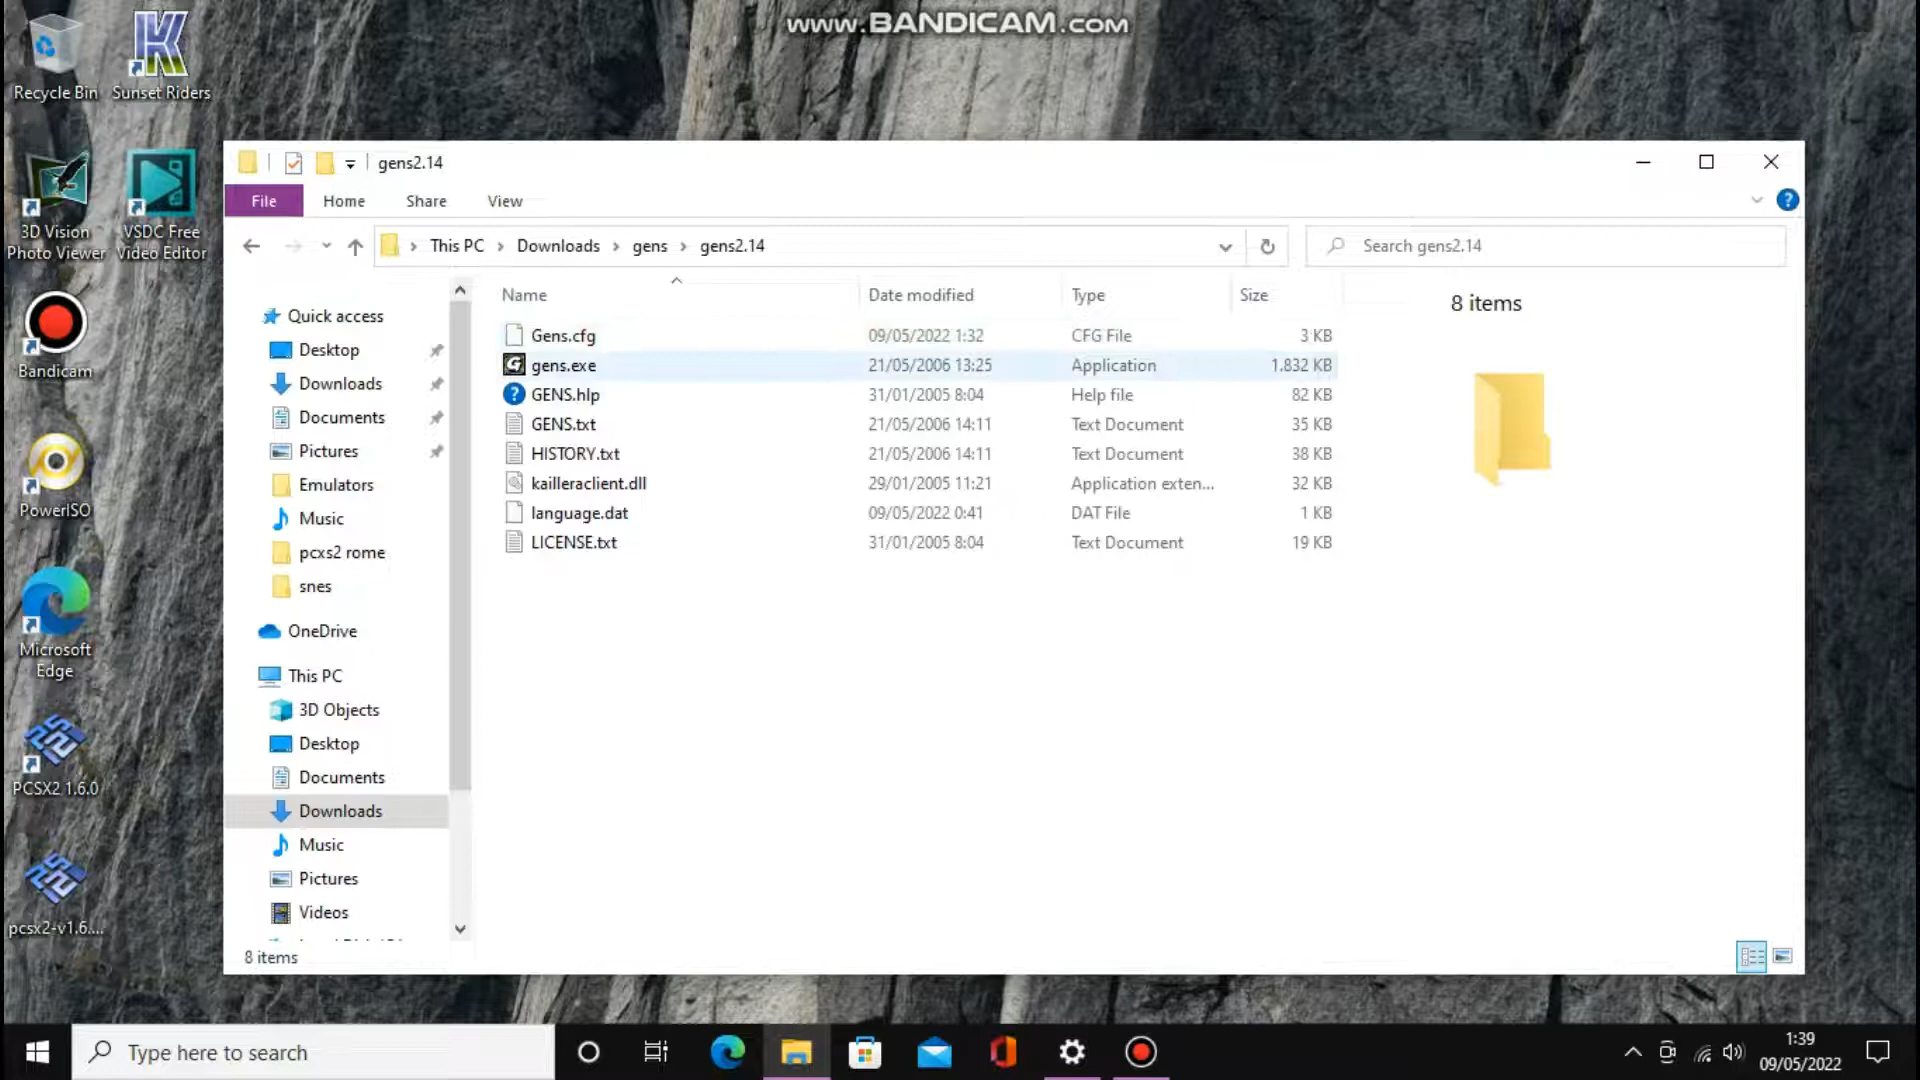 www.BANDICAM.com
Recycle Bin
Sunset Riders
3D Vision
Photo Viewer
VSDC Free
Video Editor
Bandicam
PowerISO
Microsoft
Edge
PCSX2 1.6.0
pcsx2-v1.6....
gens2.14
File Home Share View
This PC Downloads gens gens2.14
Search gens2.14
Quick access
Desktop
Downloads
Documents
Pictures
Emulators
Music
pcxs2 rome
snes
OneDrive
This PC
3D Objects
Desktop
Documents
Downloads
Music
Pictures
Videos
Name Date modified Type Size
Gens.cfg 09/05/2022 1:32 CFG File 3 KB
gens.exe 21/05/2006 13:25 Application 1.832 KB
GENS.hlp 31/01/2005 8:04 Help file 82 KB
GENS.txt 21/05/2006 14:11 Text Document 35 KB
HISTORY.txt 21/05/2006 14:11 Text Document 38 KB
kailleraclient.dll 29/01/2005 11:21 Application exten... 32 KB
language.dat 09/05/2022 0:41 DAT File 1 KB
LICENSE.txt 31/01/2005 8:04 Text Document 19 KB
8 items
8 items
Type here to search
1:39
09/05/2022